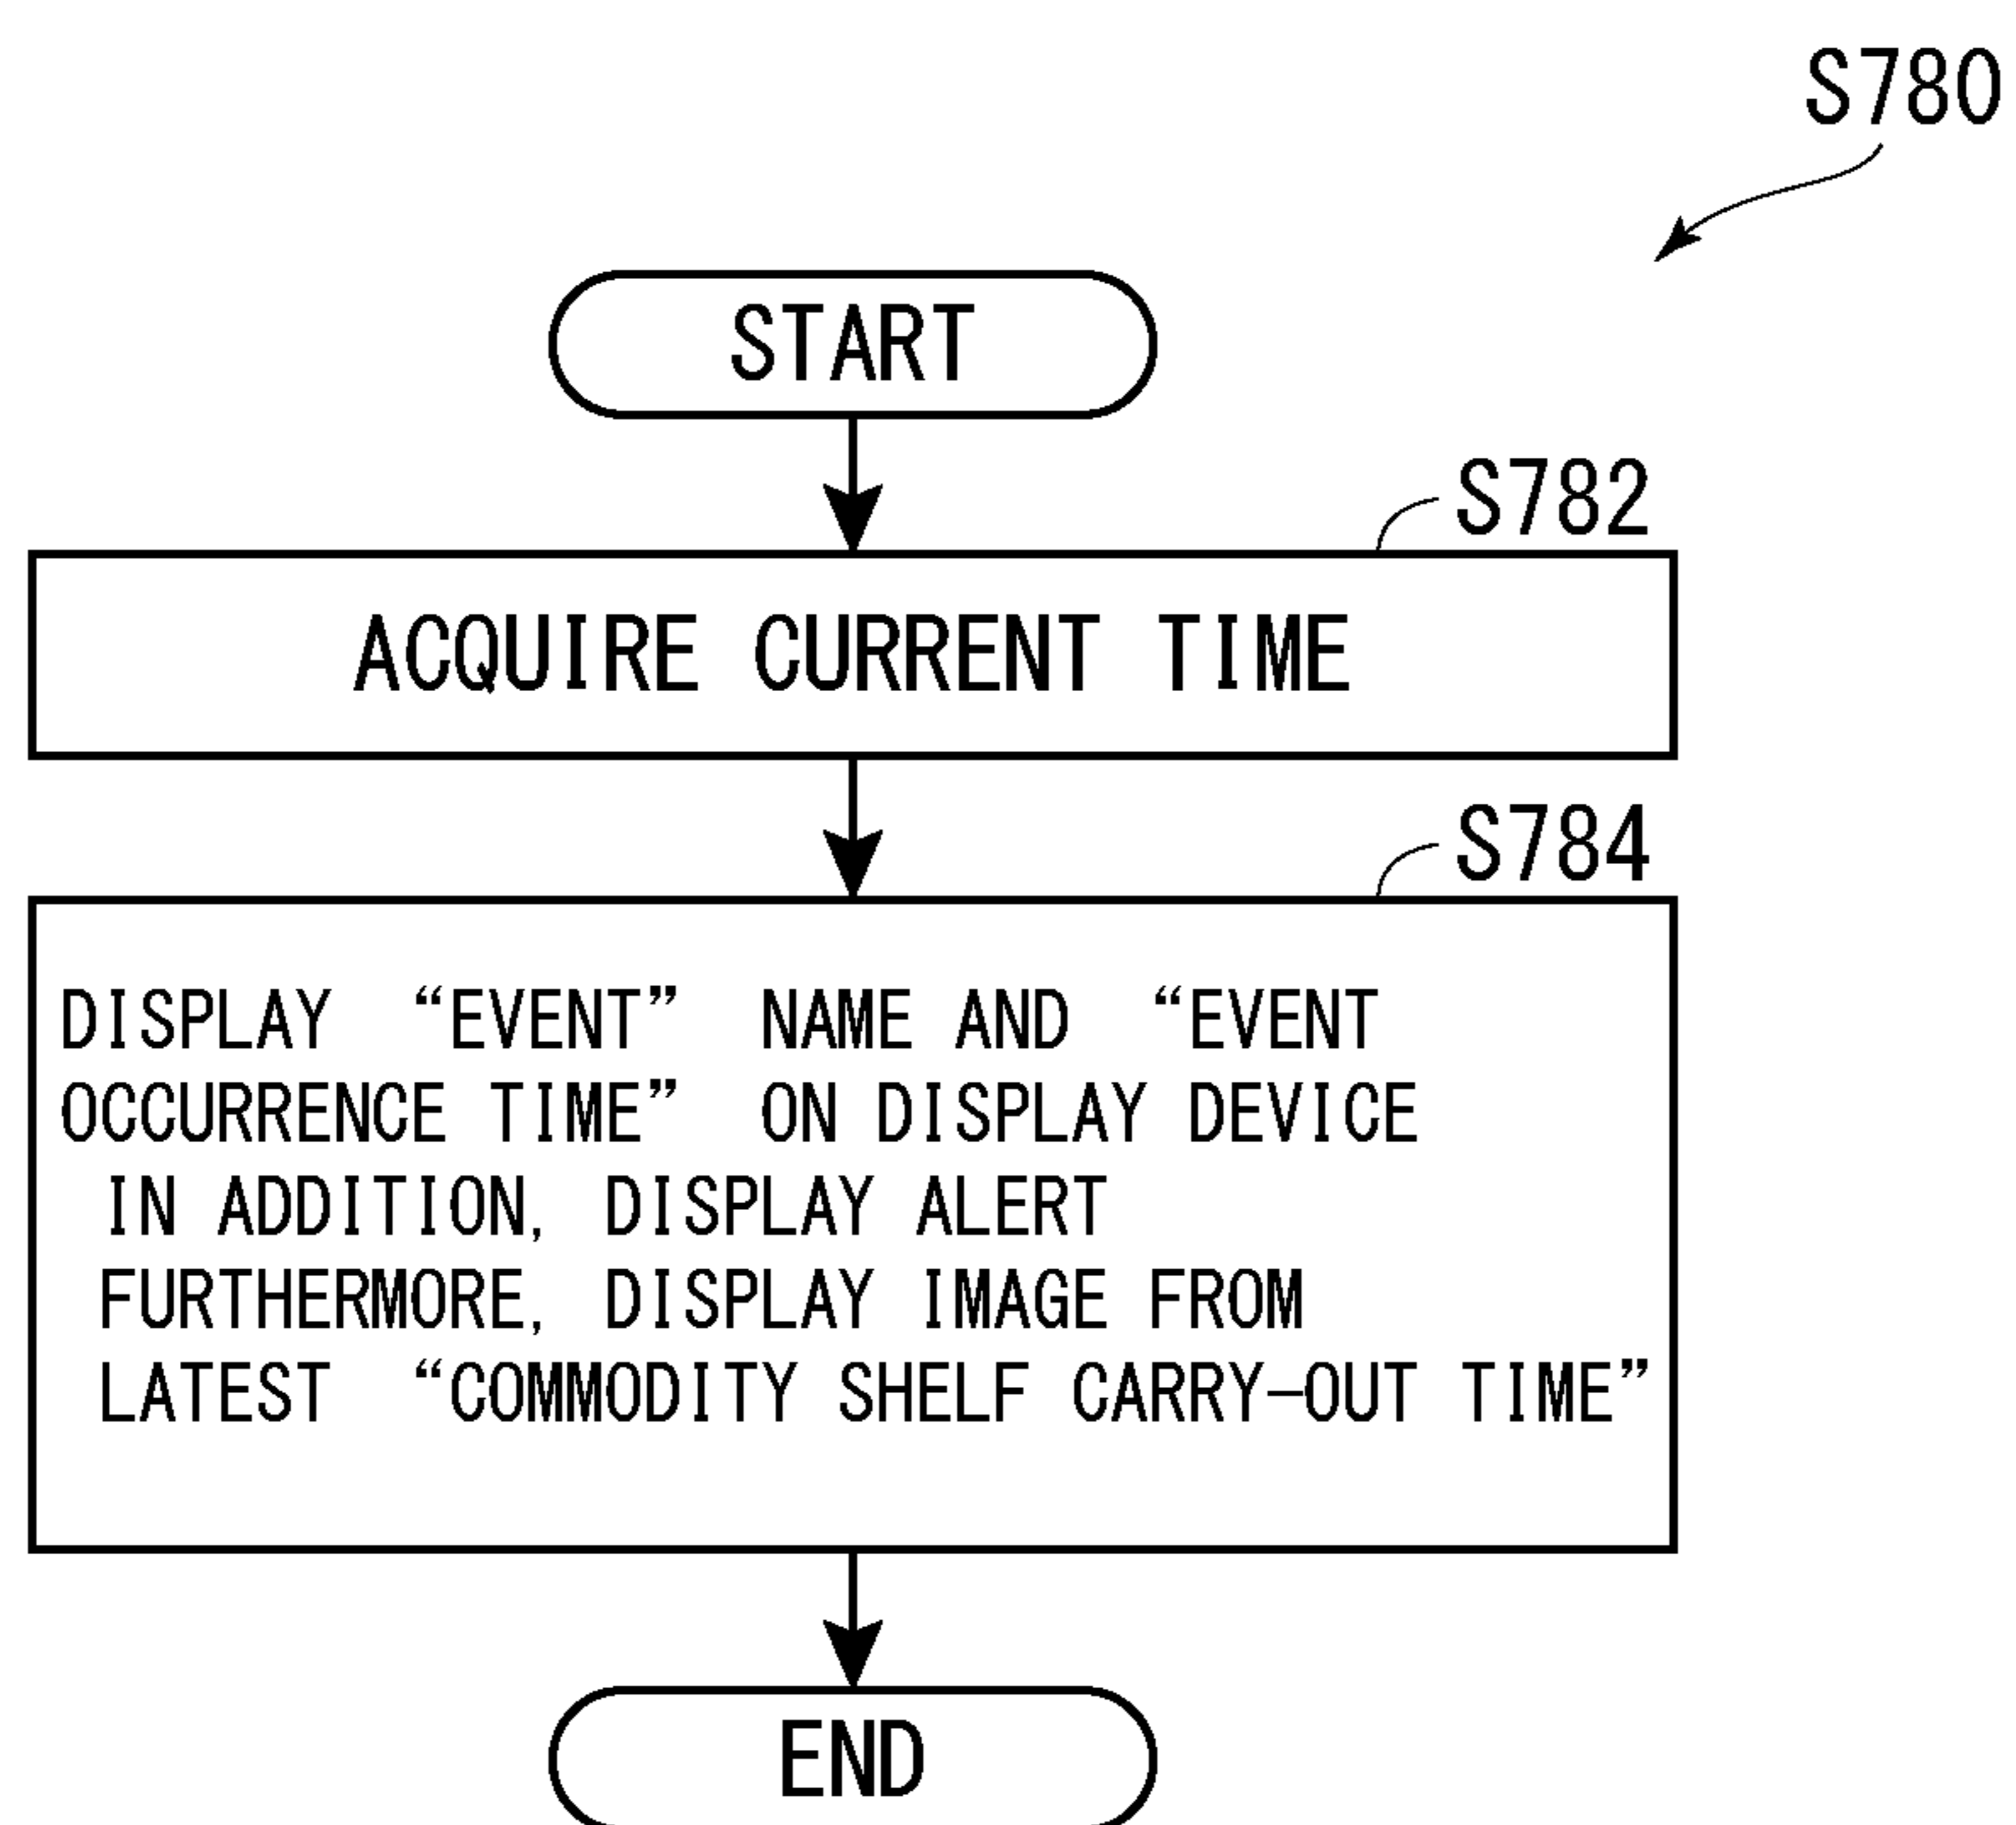 S780
START
S782
ACQUIRE CURRENT TIME
S784
DISPLAY “EVENT” NAME AND “EVENT
OCCURRENCE TIME” ON DISPLAY DEVICE
IN ADDITION, DISPLAY ALERT
FURTHERMORE, DISPLAY IMAGE FROM
LATEST “COMMODITY SHELF CARRY-OUT TIME”
END